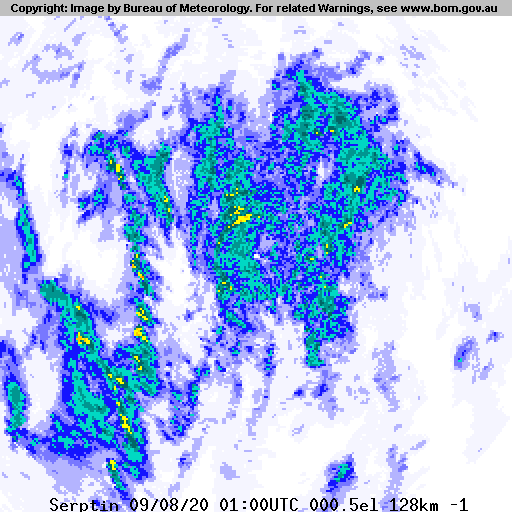 Copyright: Image by Bureau of Meteorology. For related Warnings, see www.bom.gov.au
Serptin 09/08/20 01:00UTC 000.5el 128km -1